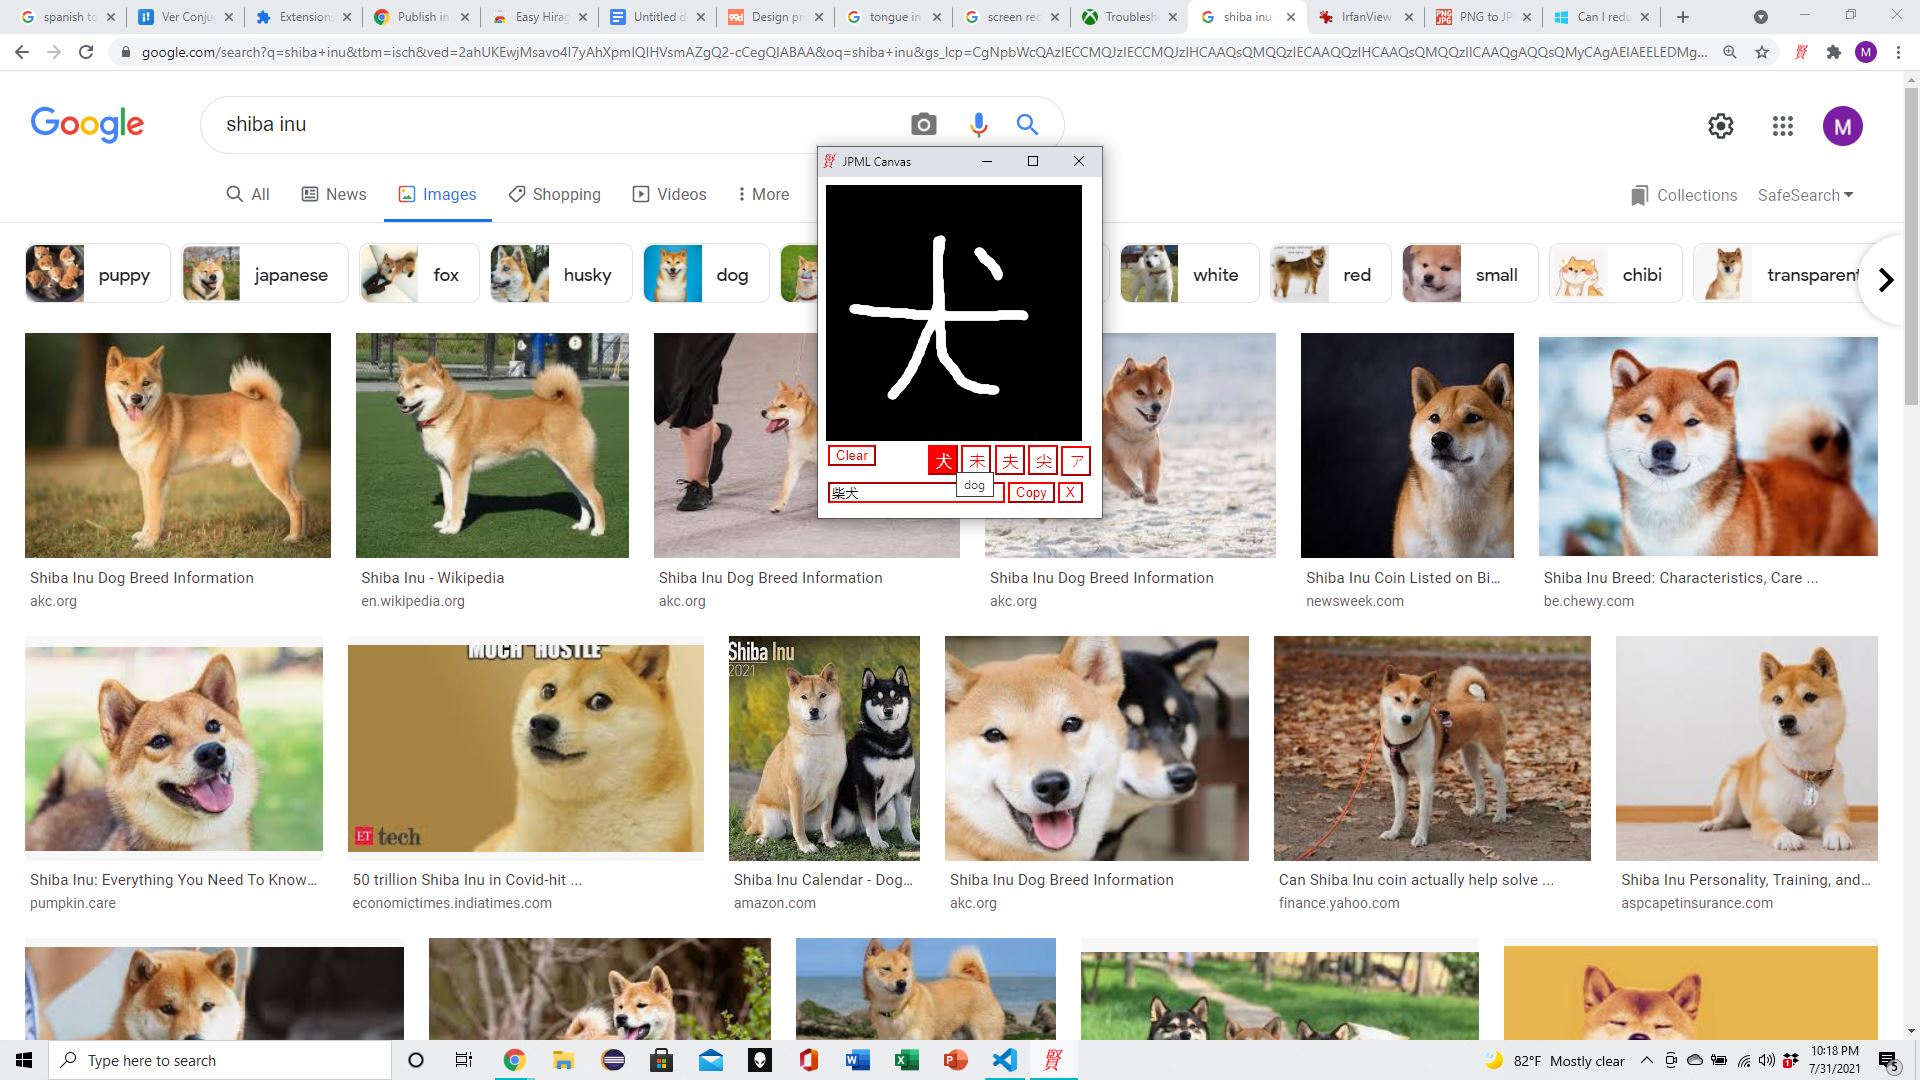 spanish to
Ver Conju
Extensions
Publish in
Easy Hirag
Untitled d
Design pr
tongue in
screen rec
Troublesh
shiba inu
IrfanView
PNG to JP
Can I redu
google.com/search?q=shiba+inu&tbm=isch&ved=2ahUKEwjMsavo4I7yAhXpmIQIHVsmAZgQ2-cCegQIABAA&oq=shiba+inu&gs_lcp=CgNpbWcQAzIECCMQJzIECCMQJzIHCAAQsQMQQzIECAAQQzIHCAAQsQMQQzIICAAQgAQQsQMyCAgAEIAEELEDMg...
M
Google
shiba inu
M
All
News
Images
Shopping
Videos
More
Collections
SafeSearch
puppy
japanese
fox
husky
dog
white
red
small
chibi
transparent
JPML Canvas
犬
Clear
犬
未
夫
尖
ア
dog
柴犬
Copy
X
Shiba Inu Dog Breed Information
akc.org
Shiba Inu - Wikipedia
en.wikipedia.org
Shiba Inu Dog Breed Information
akc.org
Shiba Inu Dog Breed Information
akc.org
Shiba Inu Coin Listed on Bi...
newsweek.com
Shiba Inu Breed: Characteristics, Care ...
be.chewy.com
MUCH "HUSTLE"
ET tech
Shiba Inu
2021
Shiba Inu: Everything You Need To Know...
pumpkin.care
50 trillion Shiba Inu in Covid-hit ...
economictimes.indiatimes.com
Shiba Inu Calendar - Dog...
amazon.com
Shiba Inu Dog Breed Information
akc.org
Can Shiba Inu coin actually help solve ...
finance.yahoo.com
Shiba Inu Personality, Training, and...
aspcapetinsurance.com
Type here to search
賢
82°F Mostly clear
10:18 PM
7/31/2021
5